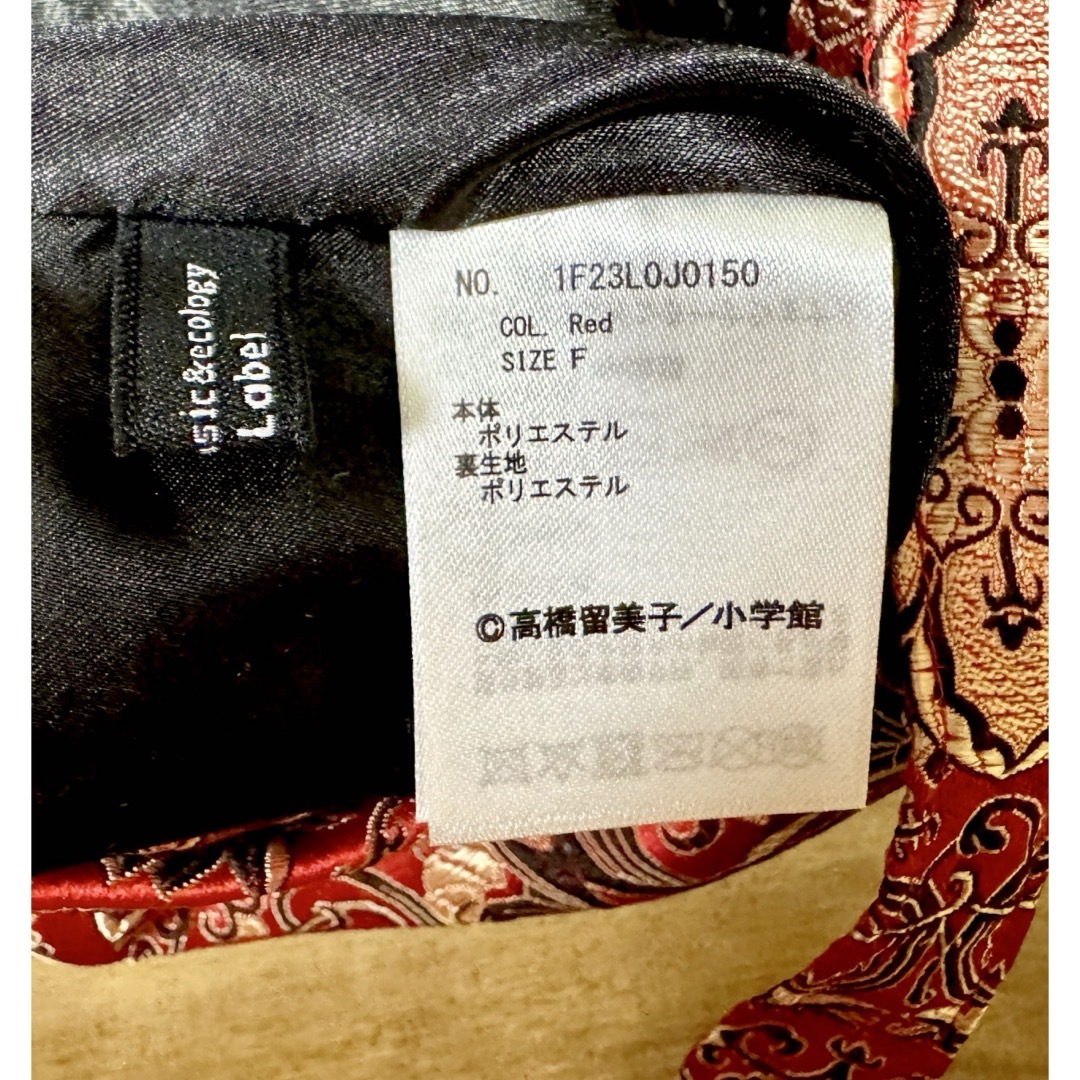 sic&ecology
Label
NO. 1F23L0J0150
COL. Red
SIZE F
本体
ポリエステル
裏生地
ポリエステル
©高橋留美子／小学館